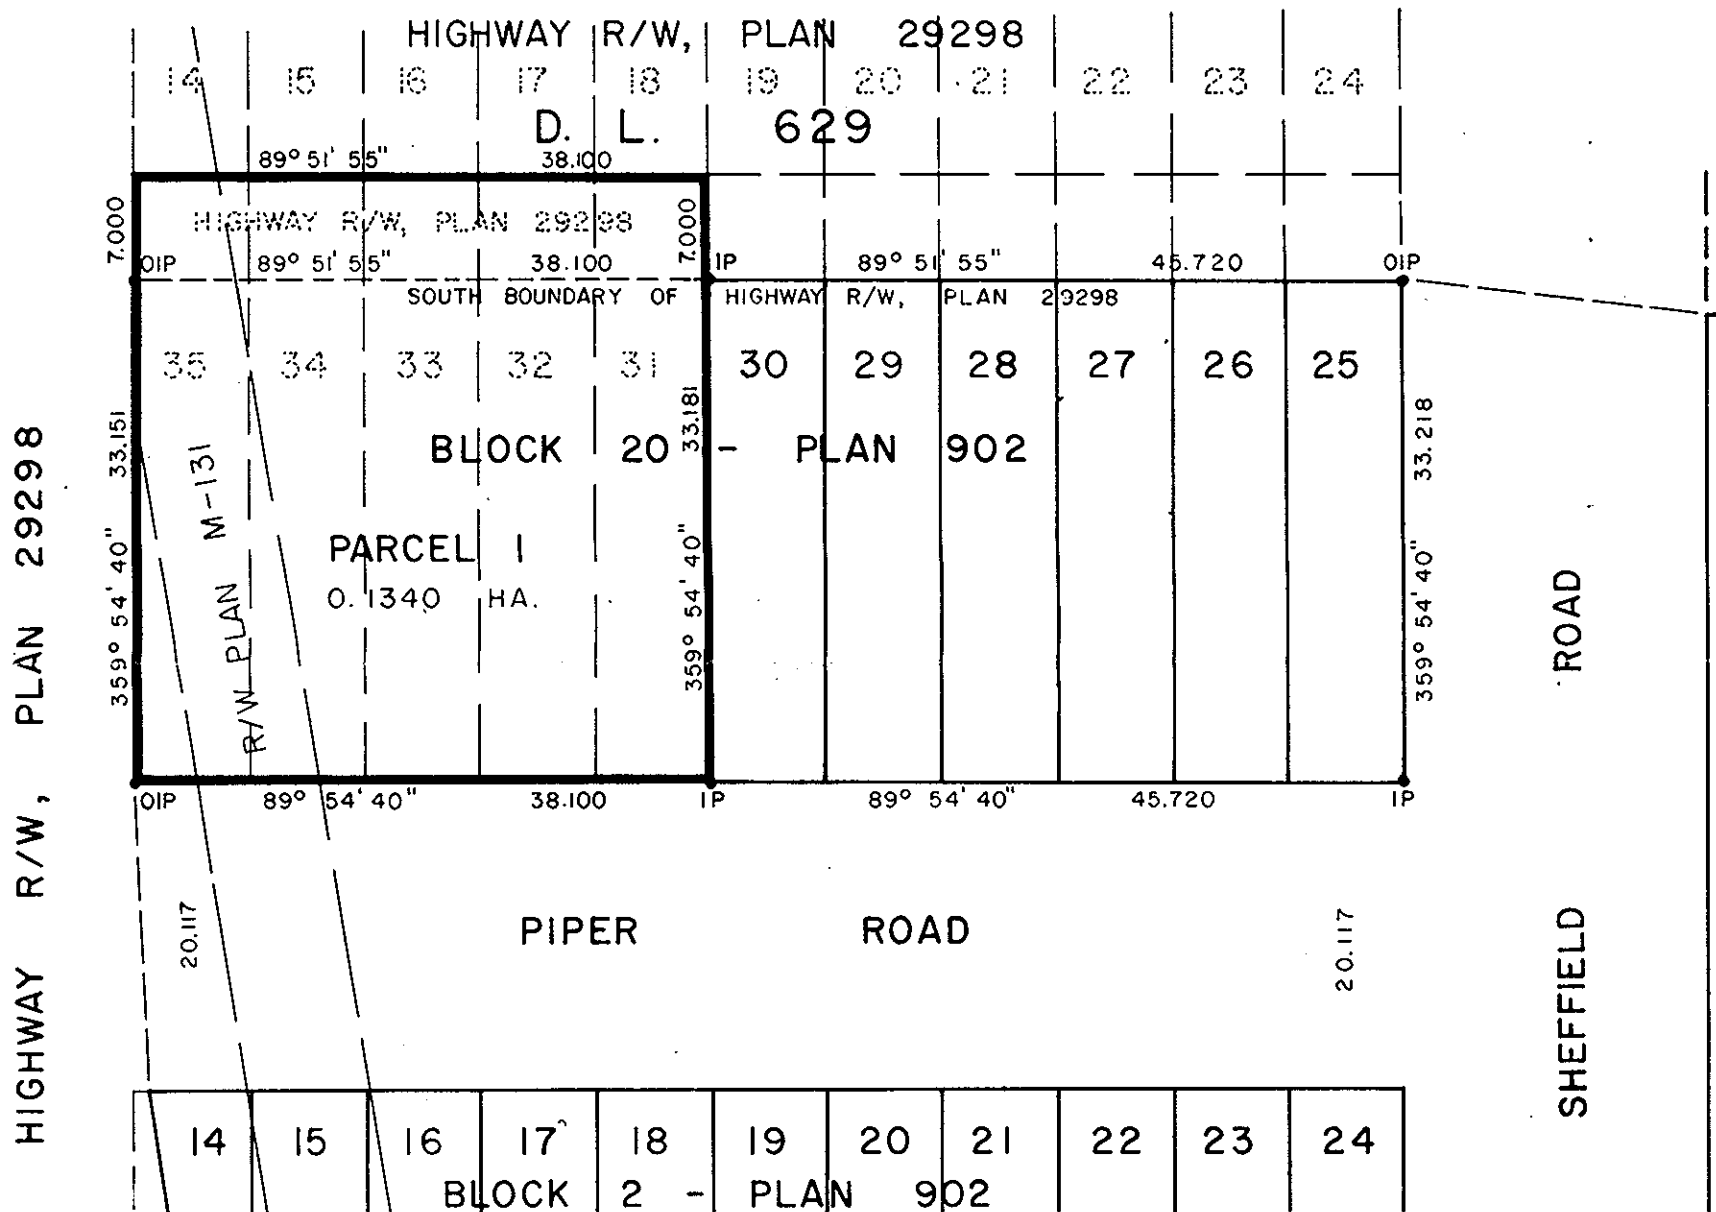 HIGHWAY R/W, PLAN 29298
14 15 16 17 18 19 20 21 22 23 24
D. L. 629
89° 51' 55" 38.100
7.000
7.000
HIGHWAY R/W, PLAN 29298
OIP 89° 51' 55" 38.100 IP 89° 51' 55" 45.720 OIP
SOUTH BOUNDARY OF HIGHWAY R/W, PLAN 29298
35 34 33 32 31 30 29 28 27 26 25
33.151
33.181
33.218
BLOCK 20 - PLAN 902
R/W PLAN M-131
PARCEL 1
0.1340 HA.
359° 54' 40"
359° 54' 40"
359° 54' 40"
OIP 89° 54' 40" 38.100 IP 89° 54' 40" 45.720 IP
HIGHWAY R/W, PLAN 29298
20.117
PIPER ROAD
20.117
SHEFFIELD ROAD
14 15 16 17 18 19 20 21 22 23 24
BLOCK 2 - PLAN 902